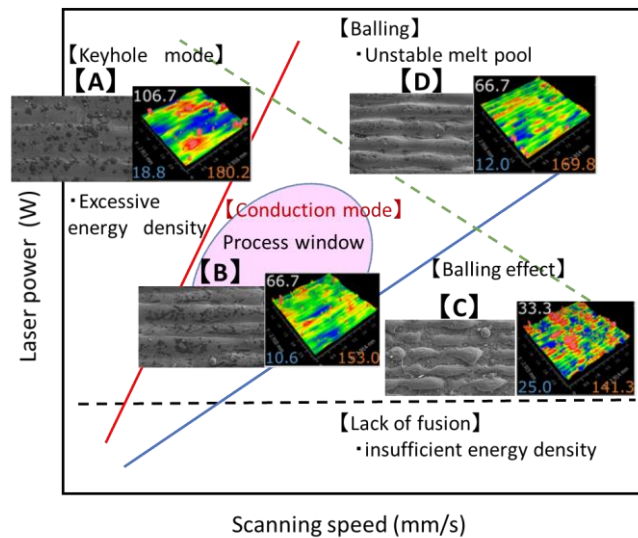 【Keyhole mode】
【A】
106.7
18.8
180.2
・Excessive
energy density
【Balling】
・Unstable melt pool
【D】
66.7
12.0
169.8
【Conduction mode】
Process window
【B】
66.7
10.6
153.0
【Balling effect】
【C】
33.3
25.0
141.3
【Lack of fusion】
・insufficient energy density
Laser power (W)
Scanning speed (mm/s)